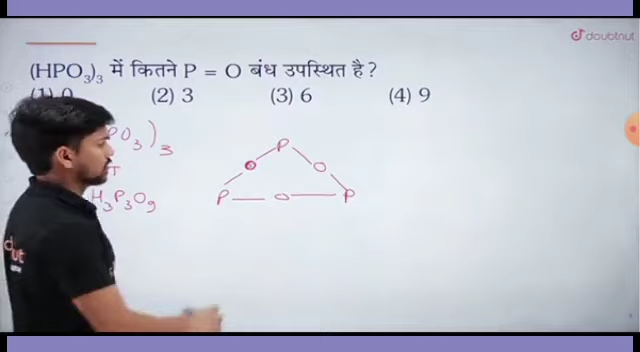 doubtnut
(HPO₃)₃ में कितने P = O बंध उपस्थित है ?
(1) 0 (2) 3 (3) 6 (4) 9
PO₃)₃
H₃P₃O₉
P
O O
P O P